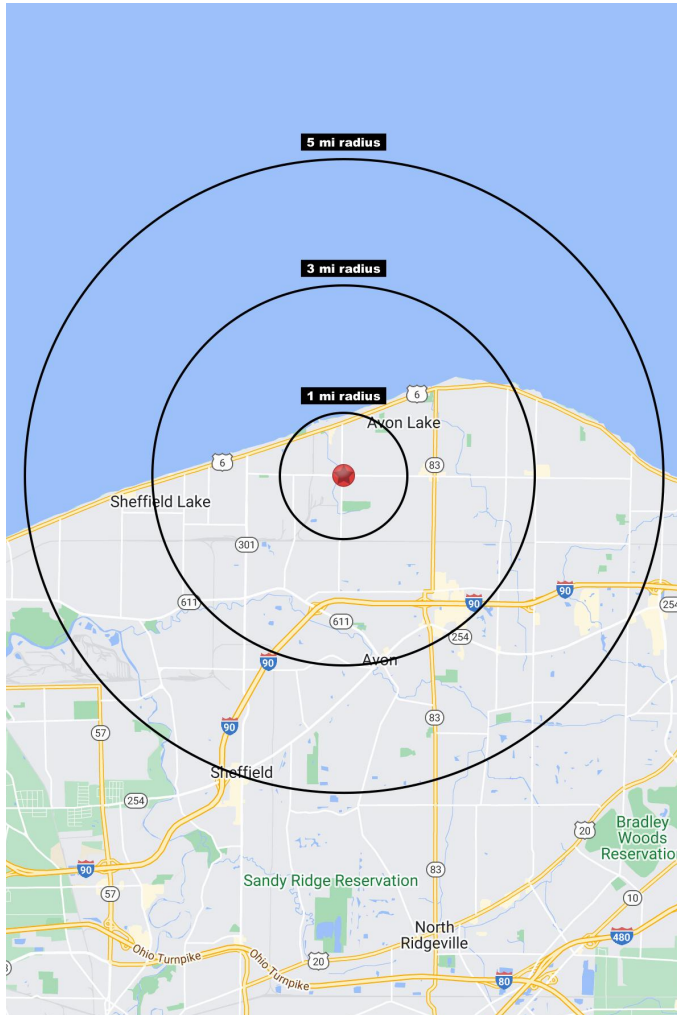 5 mi radius
3 mi radius
1 mi radius
6
Avon Lake
6
83
Sheffield Lake
301
90
611
90
254
611
254
Avon
90
83
90
57
Sheffield
254
20
Bradley
Woods
Reservation
90
83
Sandy Ridge Reservation
57
10
North
Ridgeville
480
Ohio Turnpike
20
Ohio Turnpike
80